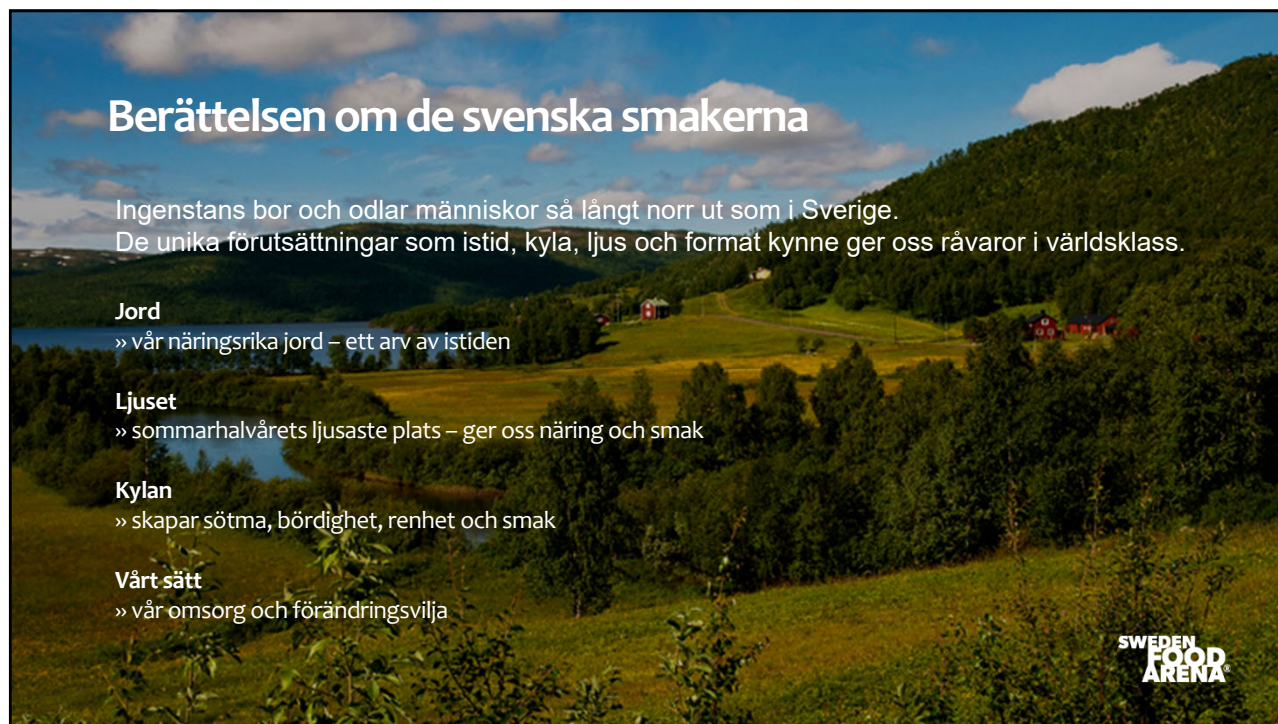 Berättelsen om de svenska smakerna
Ingenstans bor och odlar människor så långt norr ut som i Sverige.
De unika förutsättningar som istid, kyla, ljus och format kynne ger oss råvaror i världsklass.
Jord
» vår näringsrika jord – ett arv av istiden
Ljuset
» sommarhalvårets ljusaste plats – ger oss näring och smak
Kylan
» skapar sötma, bördighet, renhet och smak
Vårt sätt
» vår omsorg och förändringsvilja
SWEDEN
FOOD
ARENA®